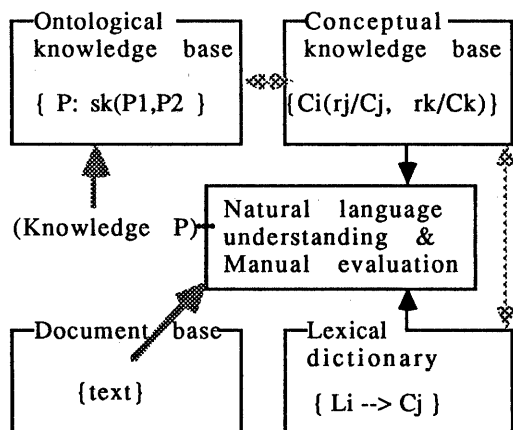 Ontological
knowledge base
{ P: sk(P1,P2 }
Conceptual
knowledge base
{Ci(rj/Cj, rk/Ck)}
(Knowledge P)
Natural language
understanding &
Manual evaluation
Document base
{text}
Lexical
dictionary
{ Li --> Cj }